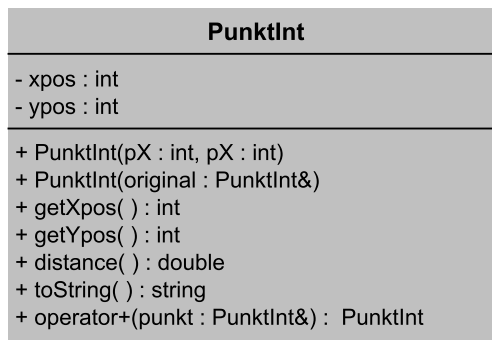 PunktInt
- xpos : int
- ypos : int
+ PunktInt(pX : int, pX : int)
+ PunktInt(original : PunktInt&)
+ getXpos( ) : int
+ getYpos( ) : int
+ distance( ) : double
+ toString( ) : string
+ operator+(punkt : PunktInt&) :  PunktInt